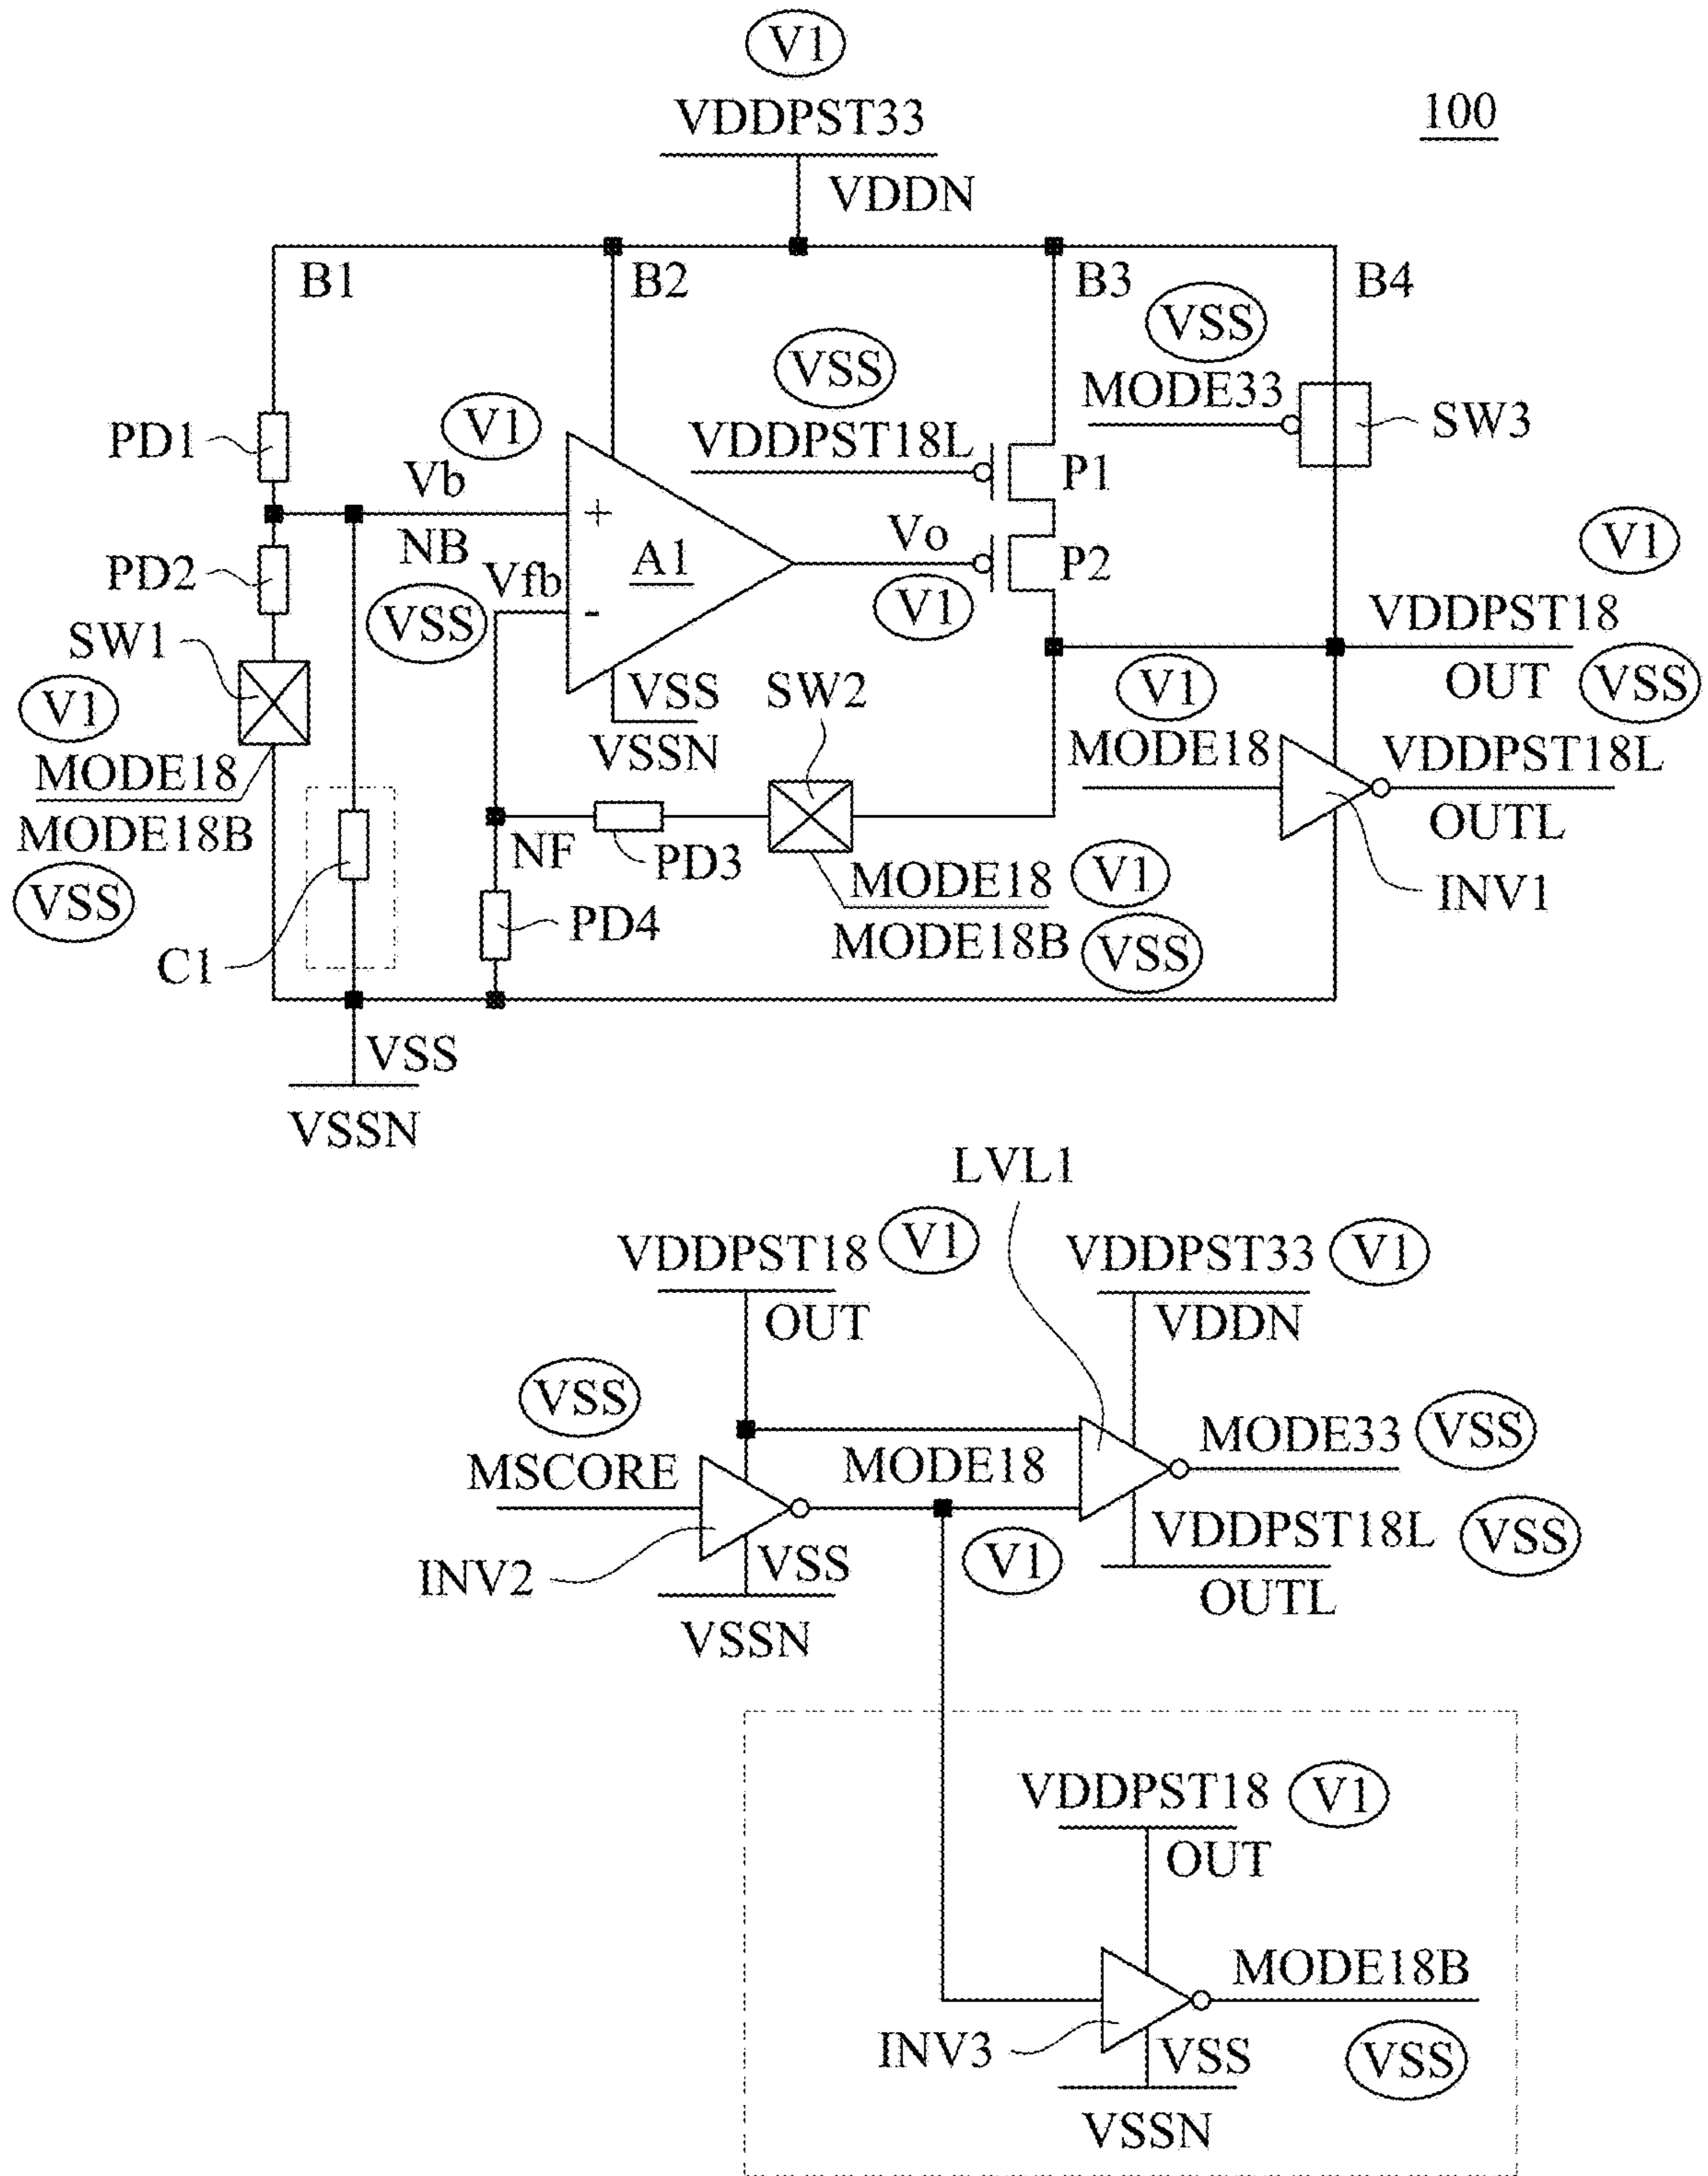 V1
VDDPST33
100
VDDN
B1
B2
B3
B4
VSS
MODE33
SW3
VSS
VDDPST18L
P1
PD1
V1
Vb
+
NB
Vfb
A1
-
Vo
P2
V1
V1
VDDPST18
OUT
VSS
PD2
VSS
SW1
V1
MODE18
MODE18B
VSS
VSS
VSSN
SW2
V1
MODE18
VDDPST18L
OUTL
INV1
NF
PD3
MODE18
V1
MODE18B
VSS
PD4
C1
VSS
VSSN
LVL1
VDDPST18
V1
OUT
VDDPST33
V1
VDDN
VSS
MSCORE
MODE18
MODE33
VSS
INV2
VSS
VSSN
V1
VDDPST18L
VSS
OUTL
VDDPST18
V1
OUT
MODE18B
VSS
INV3
VSS
VSSN